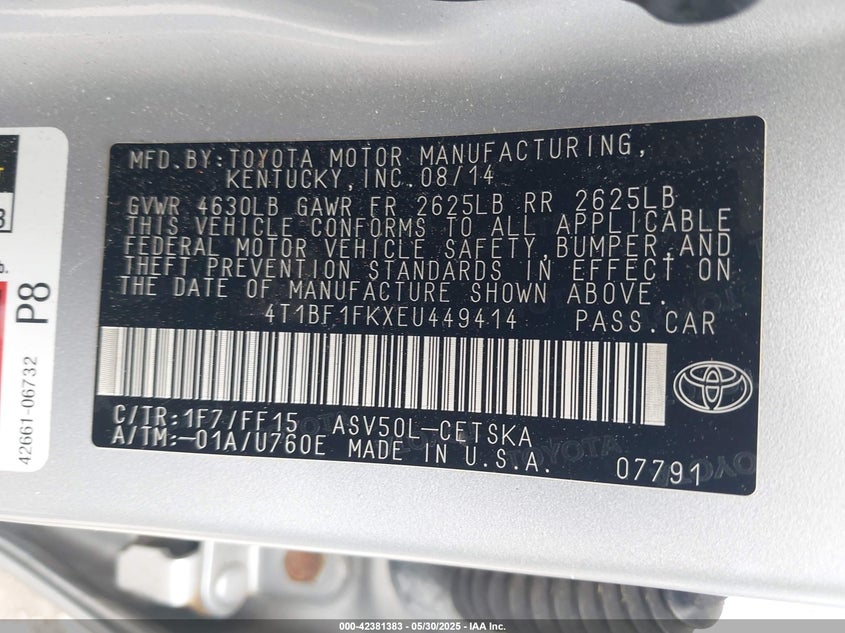 MFD.BY:TOYOTA MOTOR MANUFACTURING,
KENTUCKY,INC.08/14
GVWR 4630LB GAWR FR 2625LB RR 2625LB
THIS VEHICLE CONFORMS TO ALL APPLICABLE
FEDERAL MOTOR VEHICLE SAFETY,BUMPER,AND
THEFT PREVENTION STANDARDS IN EFFECT ON
THE DATE OF MANUFACTURE SHOWN ABOVE.
4T1BF1FKXEU449414 PASS.CAR
C/TR:1F7/FF15 ASV50L-CETSKA
A/TM:-01A/U760E MADE IN U.S.A.
07791
P8
42661-06732
TOYOTA
000-42381383 - 05/30/2025 - IAA Inc.